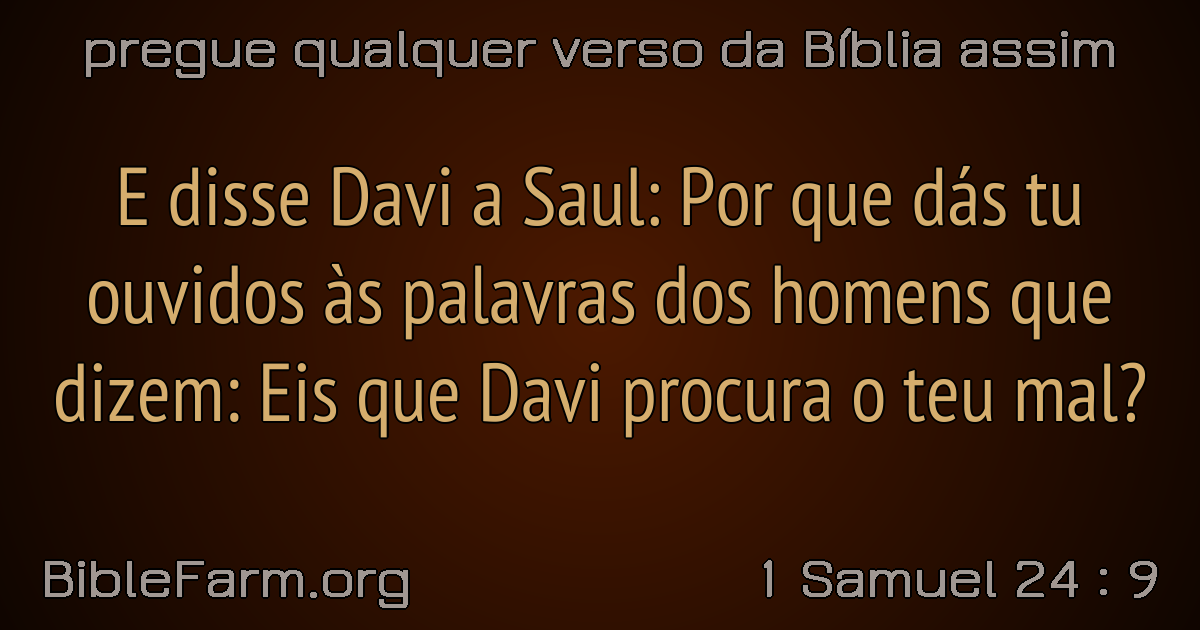 pregue qualquer verso da Bíblia assim
E disse Davi a Saul: Por que dás tu
ouvidos às palavras dos homens que
dizem: Eis que Davi procura o teu mal?
BibleFarm.org
1 Samuel 24 : 9